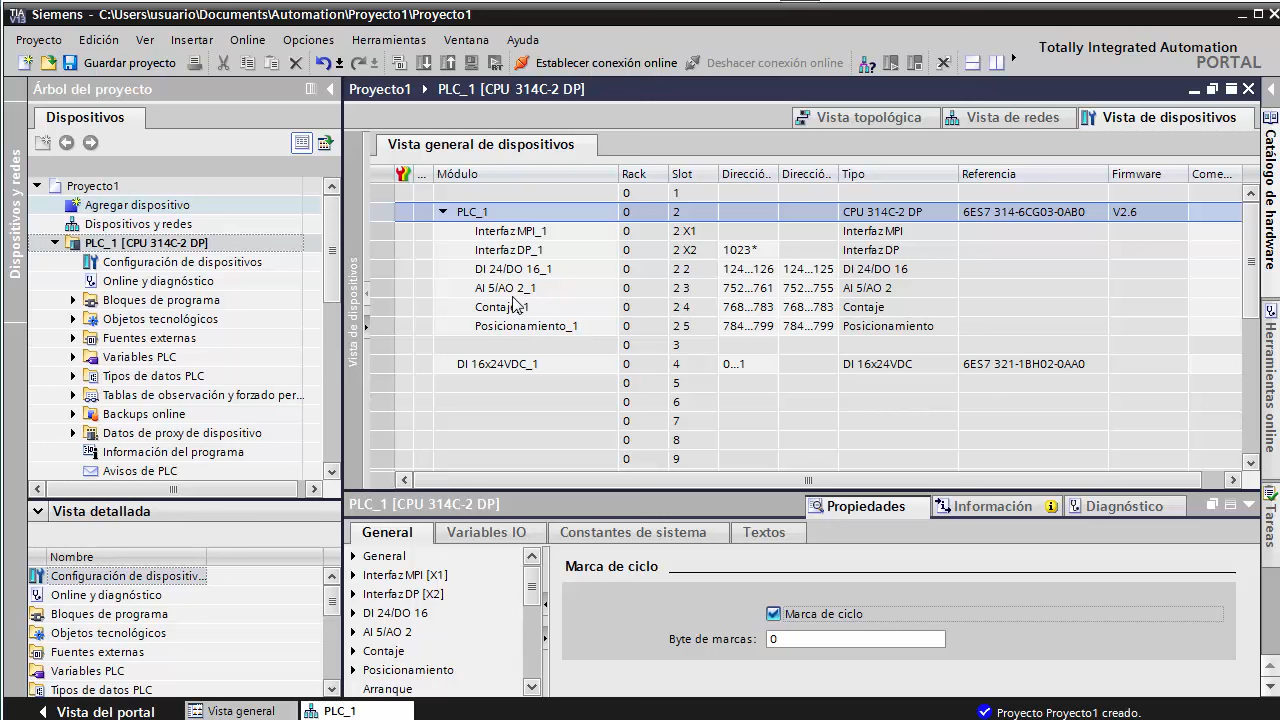 Siemens - C:\Users\usuario\Documents\Automation\Proyecto1\Proyecto1
Proyecto Edición Ver Insertar Online Opciones Herramientas Ventana Ayuda
Guardar proyecto Establecer conexión online Deshacer conexión online
Totally Integrated Automation
PORTAL
Árbol del proyecto
Dispositivos
Dispositivos y redes
Proyecto1
Agregar dispositivo
Dispositivos y redes
PLC_1 [CPU 314C-2 DP]
Configuración de dispositivos
Online y diagnóstico
Bloques de programa
Objetos tecnológicos
Fuentes externas
Variables PLC
Tipos de datos PLC
Tablas de observación y forzado per...
Backups online
Datos de proxy de dispositivo
Información del programa
Avisos de PLC
Vista detallada
Nombre
Configuración de dispositiv...
Online y diagnóstico
Bloques de programa
Objetos tecnológicos
Fuentes externas
Variables PLC
Tipos de datos PLC
Proyecto1 PLC_1 [CPU 314C-2 DP]
Vista topológica Vista de redes Vista de dispositivos
Vista general de dispositivos
Vista de dispositivos
... Módulo Rack Slot Direcció.. Direcció.. Tipo Referencia Firmware Come...
0 1
PLC_1 0 2 CPU 314C-2 DP 6ES7 314-6CG03-0AB0 V2.6
Interfaz MPI_1 0 2 X1 Interfaz MPI
Interfaz DP_1 0 2 X2 1023* Interfaz DP
DI 24/DO 16_1 0 2 2 124...126 124...125 DI 24/DO 16
AI 5/AO 2_1 0 2 3 752...761 752...755 AI 5/AO 2
Contaje_1 0 2 4 768...783 768...783 Contaje
Posicionamiento_1 0 2 5 784...799 784...799 Posicionamiento
0 3
DI 16x24VDC_1 0 4 0...1 DI 16x24VDC 6ES7 321-1BH02-0AA0
0 5
0 6
0 7
0 8
0 9
PLC_1 [CPU 314C-2 DP]
Propiedades Información Diagnóstico
General Variables IO Constantes de sistema Textos
General
Interfaz MPI [X1]
Interfaz DP [X2]
DI 24/DO 16
AI 5/AO 2
Contaje
Posicionamiento
Arranque
Marca de ciclo
Marca de ciclo
Byte de marcas: 0
Catálogo de hardware
Herramientas online
Tareas
Vista del portal Vista general PLC_1 Proyecto Proyecto1 creado.